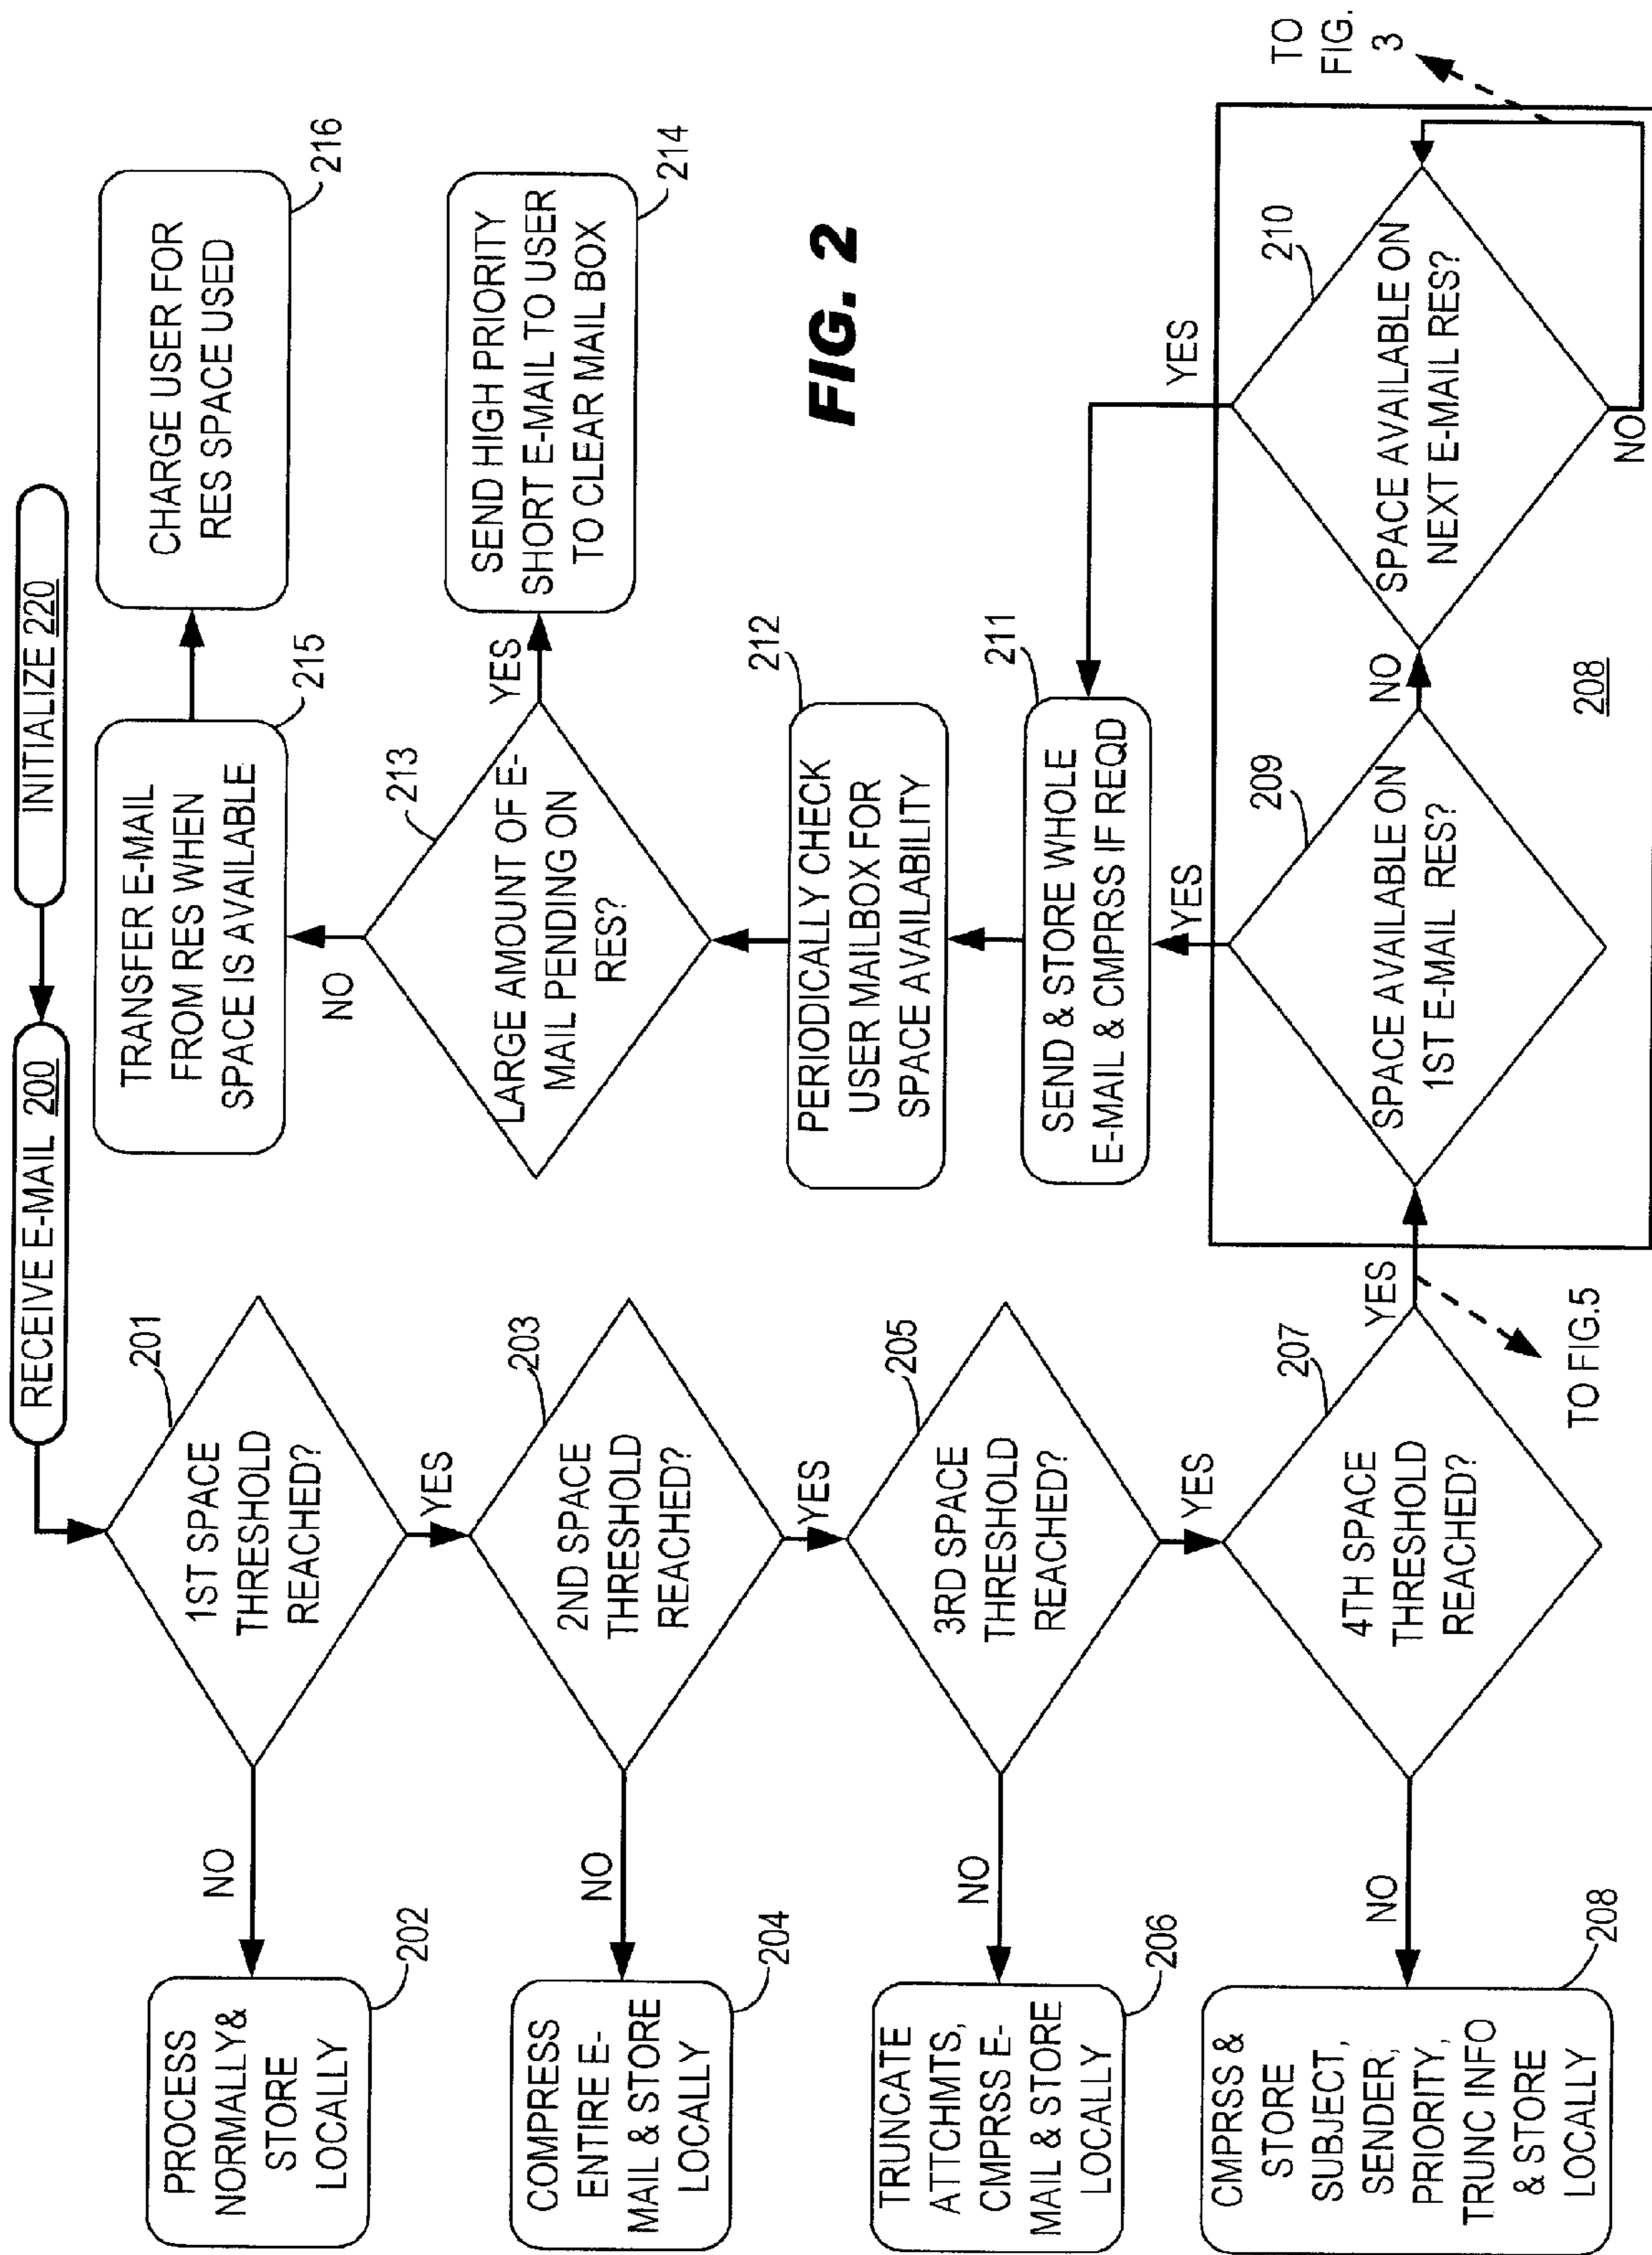 INITIALIZE 220
RECEIVE E-MAIL 200
1ST SPACE
THRESHOLD
REACHED?
201
NO
YES
PROCESS
NORMALLY&
STORE
LOCALLY
202
2ND SPACE
THRESHOLD
REACHED?
203
NO
YES
COMPRESS
ENTIRE E-
MAIL & STORE
LOCALLY
204
3RD SPACE
THRESHOLD
REACHED?
205
NO
YES
TRUNCATE
ATTCHMTS,
CMPRSS E-
MAIL & STORE
LOCALLY
206
4TH SPACE
THRESHOLD
REACHED?
207
NO
YES
CMPRSS &
STORE
SUBJECT,
SENDER,
PRIORITY,
TRUNC INFO
& STORE
LOCALLY
208
TO FIG.5
SPACE AVAILABLE ON
1ST E-MAIL RES?
209
YES
NO
SPACE AVAILABLE ON
NEXT E-MAIL RES?
210
YES
NO
208
TO
FIG.
3
SEND & STORE WHOLE
E-MAIL & CMPRSS IF REQD
211
PERIODICALLY CHECK
USER MAILBOX FOR
SPACE AVAILABILITY
212
LARGE AMOUNT OF E-
MAIL PENDING ON
RES?
213
YES
NO
SEND HIGH PRIORITY
SHORT E-MAIL TO USER
TO CLEAR MAIL BOX
214
TRANSFER E-MAIL
FROM RES WHEN
SPACE IS AVAILABLE
215
CHARGE USER FOR
RES SPACE USED
216
FIG. 2